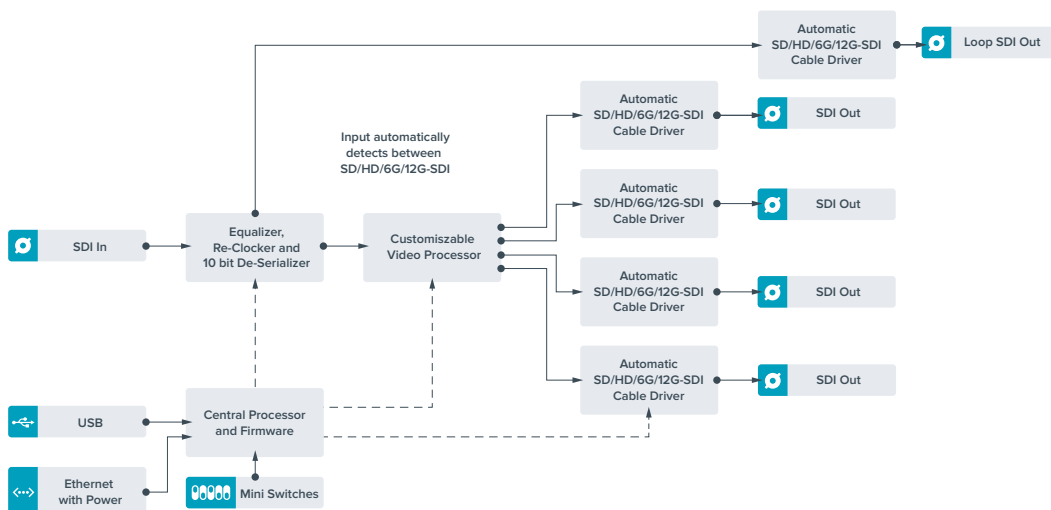 Automatic
SD/HD/6G/12G-SDI
Cable Driver
Loop SDI Out
Automatic
SD/HD/6G/12G-SDI
Cable Driver
SDI Out
Input automatically
detects between
SD/HD/6G/12G-SDI
Automatic
SD/HD/6G/12G-SDI
Cable Driver
SDI Out
SDI In
Equalizer,
Re-Clocker and
10 bit De-Serializer
Customiszable
Video Processor
Automatic
SD/HD/6G/12G-SDI
Cable Driver
SDI Out
Automatic
SD/HD/6G/12G-SDI
Cable Driver
SDI Out
USB
Central Processor
and Firmware
Ethernet
with Power
Mini Switches